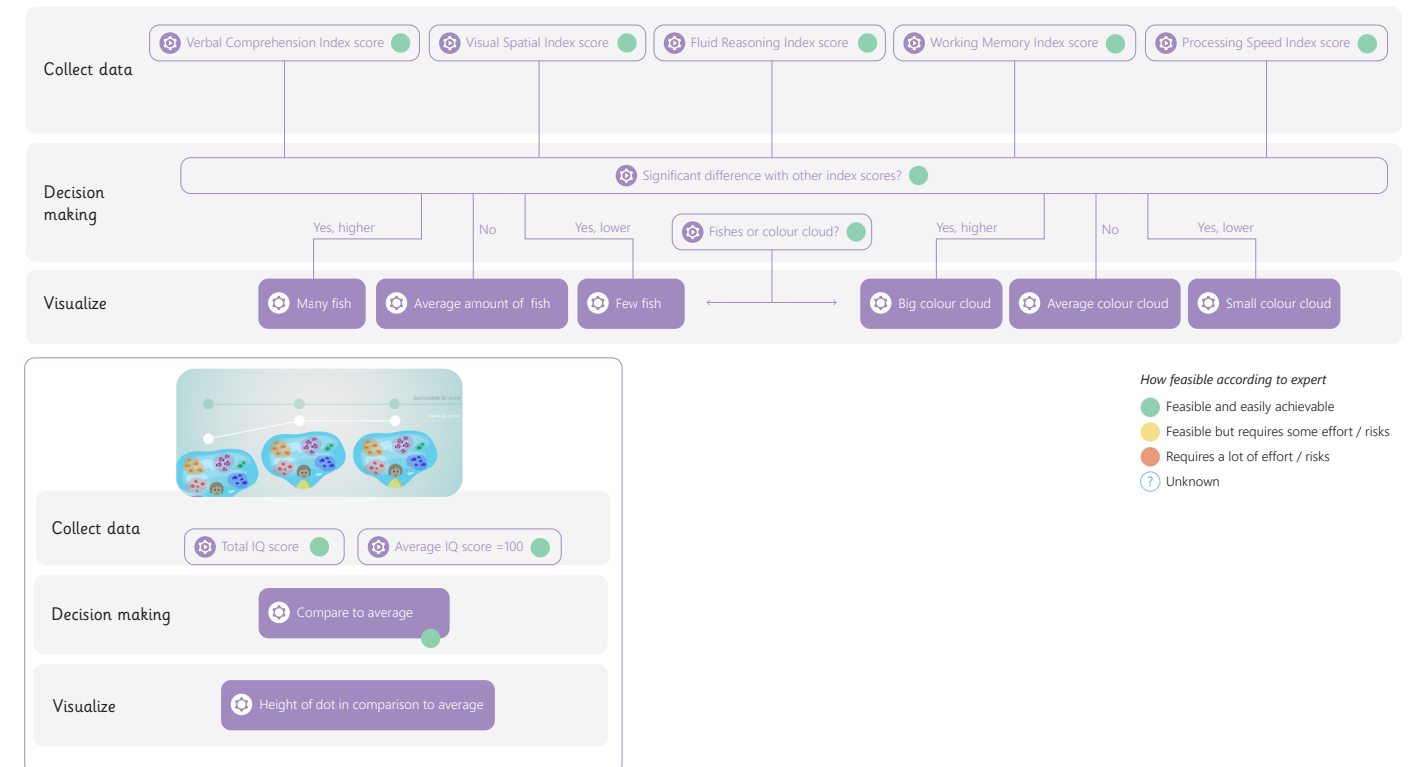 Collect data
Verbal Comprehension Index score
Visual Spatial Index score
Fluid Reasoning Index score
Working Memory Index score
Processing Speed Index score
Decision
making
Significant difference with other index scores?
Yes, higher
No
Yes, lower
Fishes or colour cloud?
Yes, higher
No
Yes, lower
Visualize
Many fish
Average amount of fish
Few fish
Big colour cloud
Average colour cloud
Small colour cloud
How feasible according to expert
Feasible and easily achievable
Feasible but requires some effort / risks
Requires a lot of effort / risks
? Unknown
Collect data
Total IQ score
Average IQ score =100
Decision making
Compare to average
Visualize
Height of dot in comparison to average